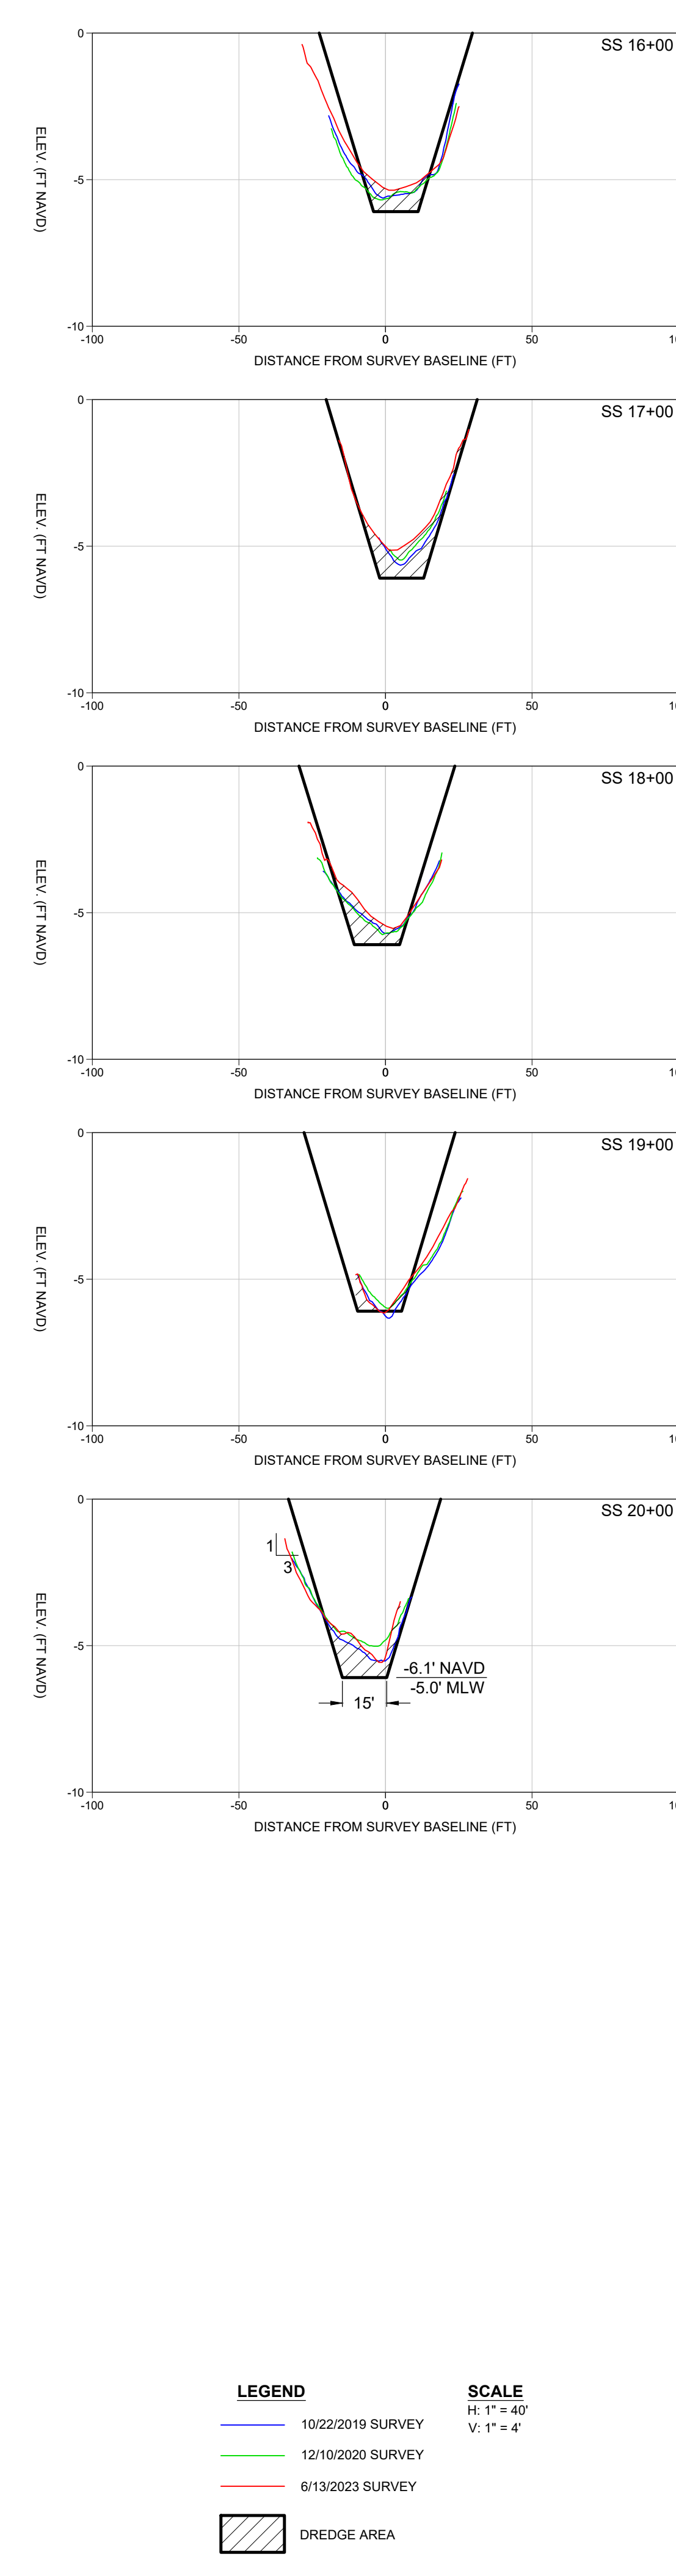 SS 16+00
0
-5
-10
ELEV. (FT NAVD)
-100 -50 0 50
DISTANCE FROM SURVEY BASELINE (FT)
SS 17+00
0
-5
-10
ELEV. (FT NAVD)
-100 -50 0 50
DISTANCE FROM SURVEY BASELINE (FT)
SS 18+00
0
-5
-10
ELEV. (FT NAVD)
-100 -50 0 50
DISTANCE FROM SURVEY BASELINE (FT)
SS 19+00
0
-5
-10
ELEV. (FT NAVD)
-100 -50 0 50
DISTANCE FROM SURVEY BASELINE (FT)
SS 20+00
0
-5
-10
ELEV. (FT NAVD)
1
3
-6.1' NAVD
-5.0' MLW
15'
-100 -50 0 50
DISTANCE FROM SURVEY BASELINE (FT)
LEGEND
10/22/2019 SURVEY
12/10/2020 SURVEY
6/13/2023 SURVEY
DREDGE AREA
SCALE
H: 1" = 40'
V: 1" = 4'